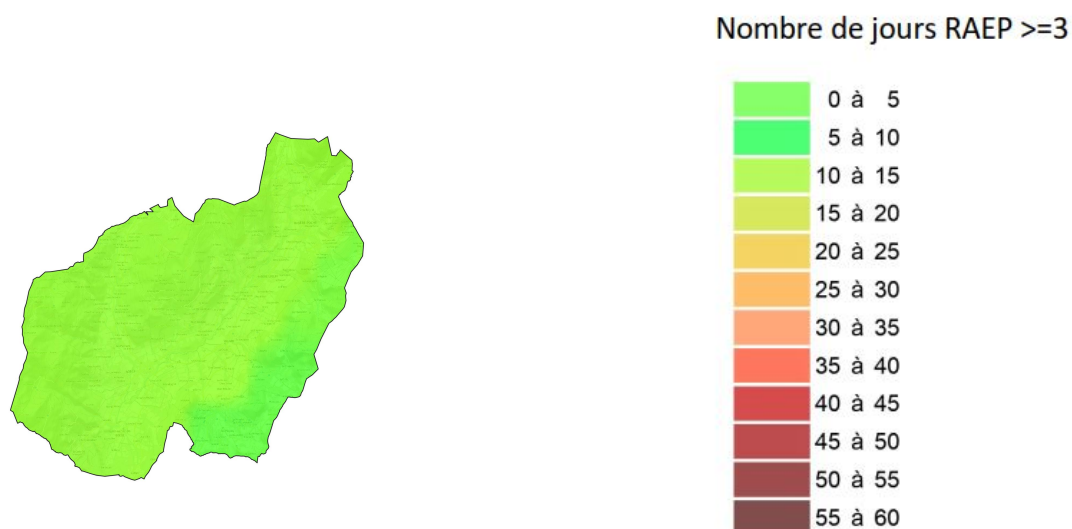 Nombre de jours RAEP >=3
0 à 5
5 à 10
10 à 15
15 à 20
20 à 25
25 à 30
30 à 35
35 à 40
40 à 45
45 à 50
50 à 55
55 à 60